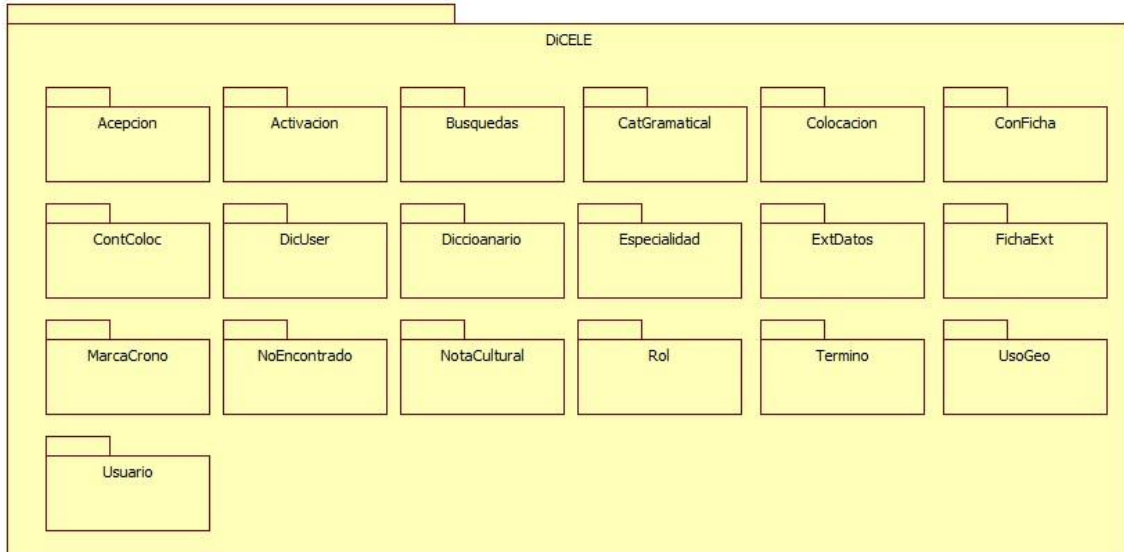 DiCELE
Acepcion
Activacion
Busquedas
CatGramatical
Colocacion
ConFicha
ContColoc
DicUser
Diccioanario
Especialidad
ExtDatos
FichaExt
MarcaCrono
NoEncontrado
NotaCultural
Rol
Termino
UsoGeo
Usuario